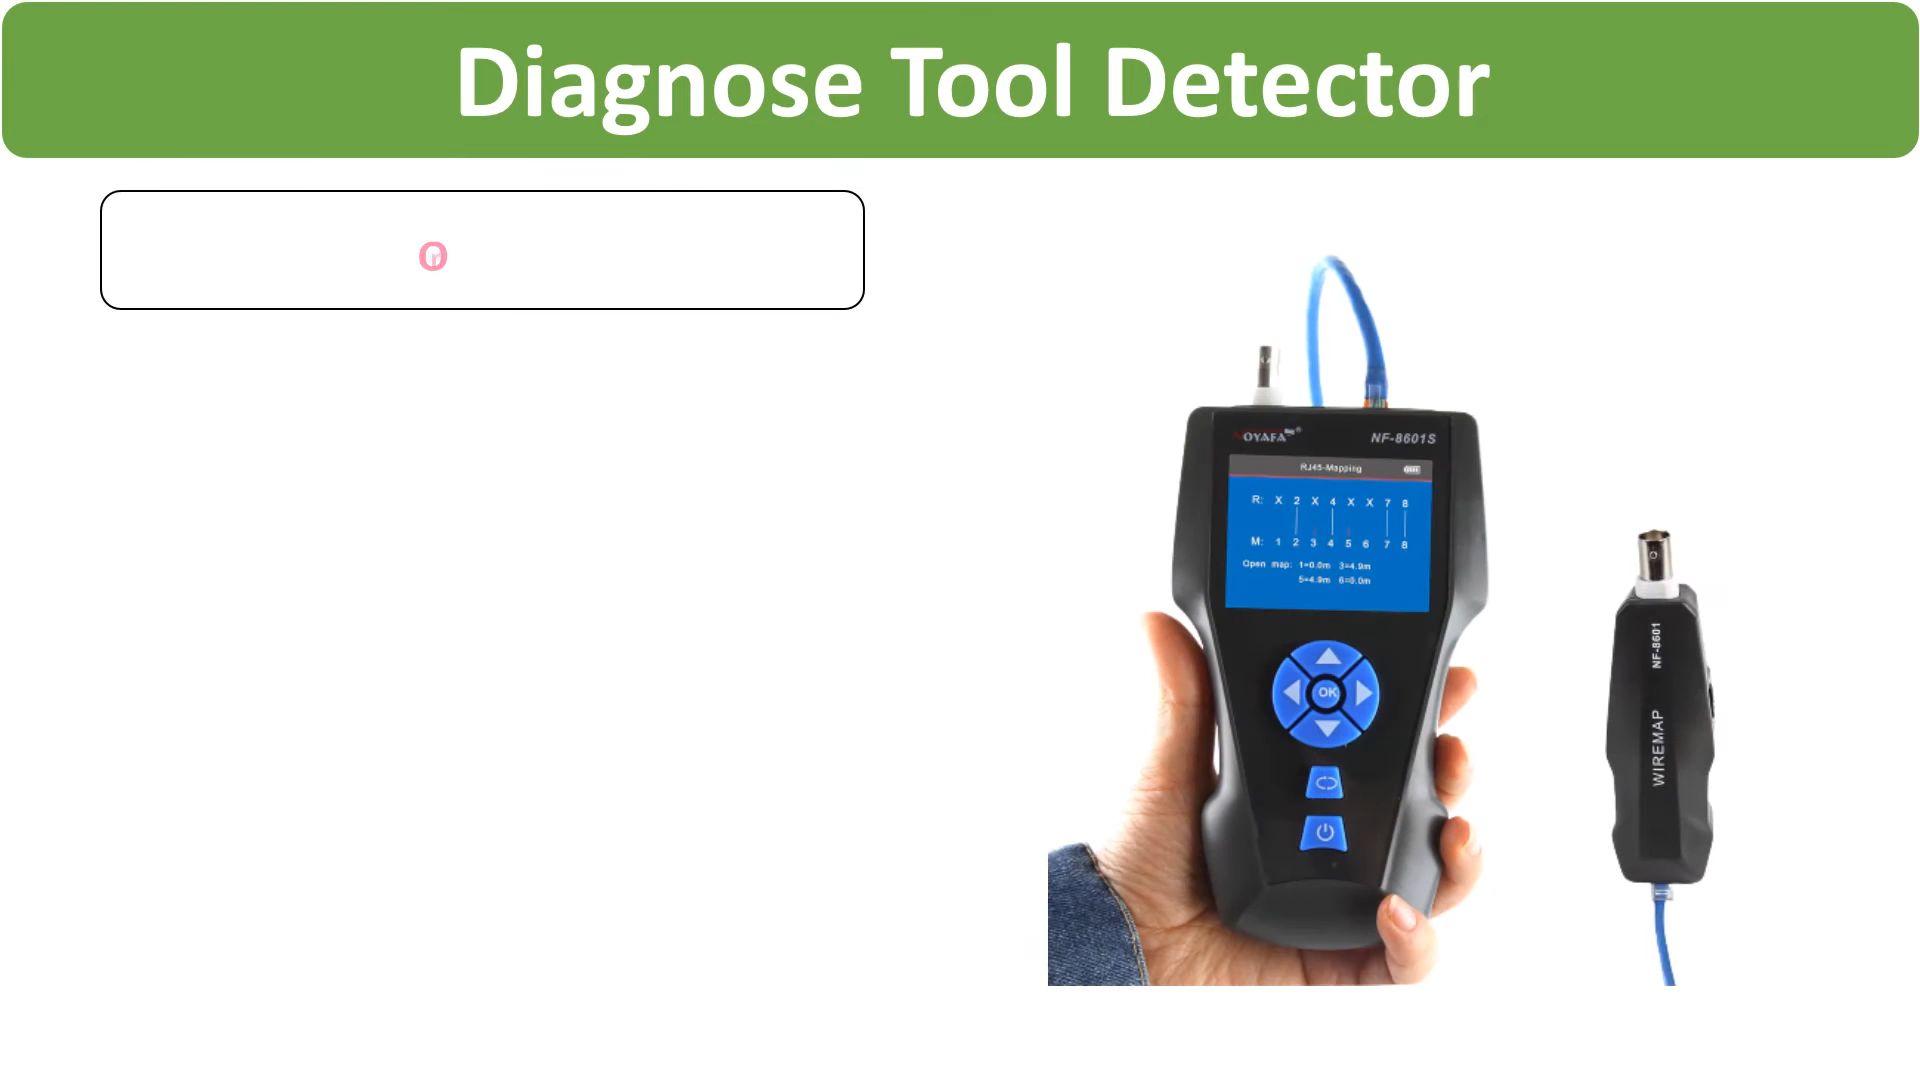 Diagnose Tool Detector
NOYAFA
NF-8601S
RJ45-Mapping
R: X 2 X 4 X X 7 8
M: 1 2 3 4 5 6 7 8
Open map: 1=0.0m 3=4.9m
5=4.9m 6=0.0m
OK
NF-8601
WIREMAP